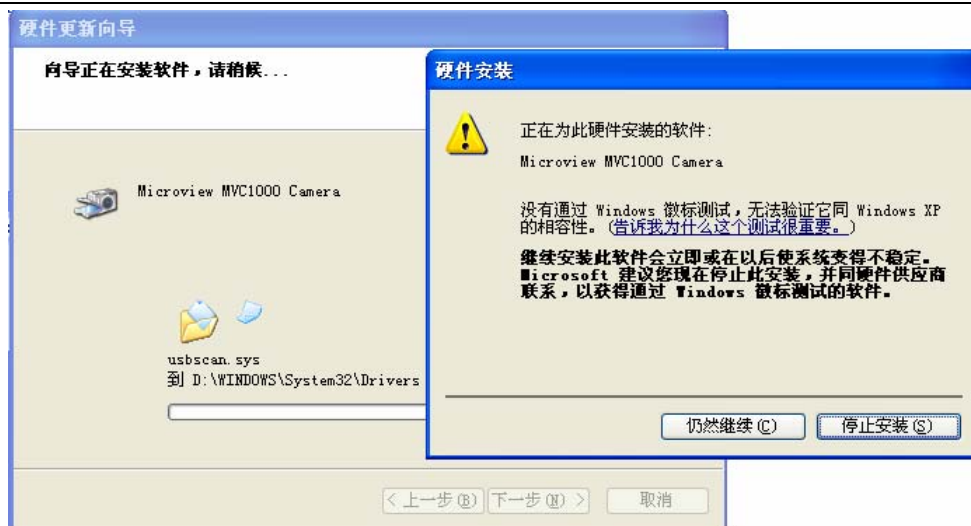 硬件更新向导
向导正在安装软件，请稍候...
Microview MVC1000 Camera
usbscan.sys
到 D:\WINDOWS\System32\Drivers
< 上一步(B)
下一步(N) >
取消
硬件安装
正在为此硬件安装的软件:
Microview MVC1000 Camera
没有通过 Windows 徽标测试，无法验证它同 Windows XP
的相容性。(告诉我为什么这个测试很重要。)
继续安装此软件会立即或在以后使系统变得不稳定。
Microsoft 建议您现在停止此安装，并同硬件供应商
联系，以获得通过 Windows 徽标测试的软件。
仍然继续(C)
停止安装(S)